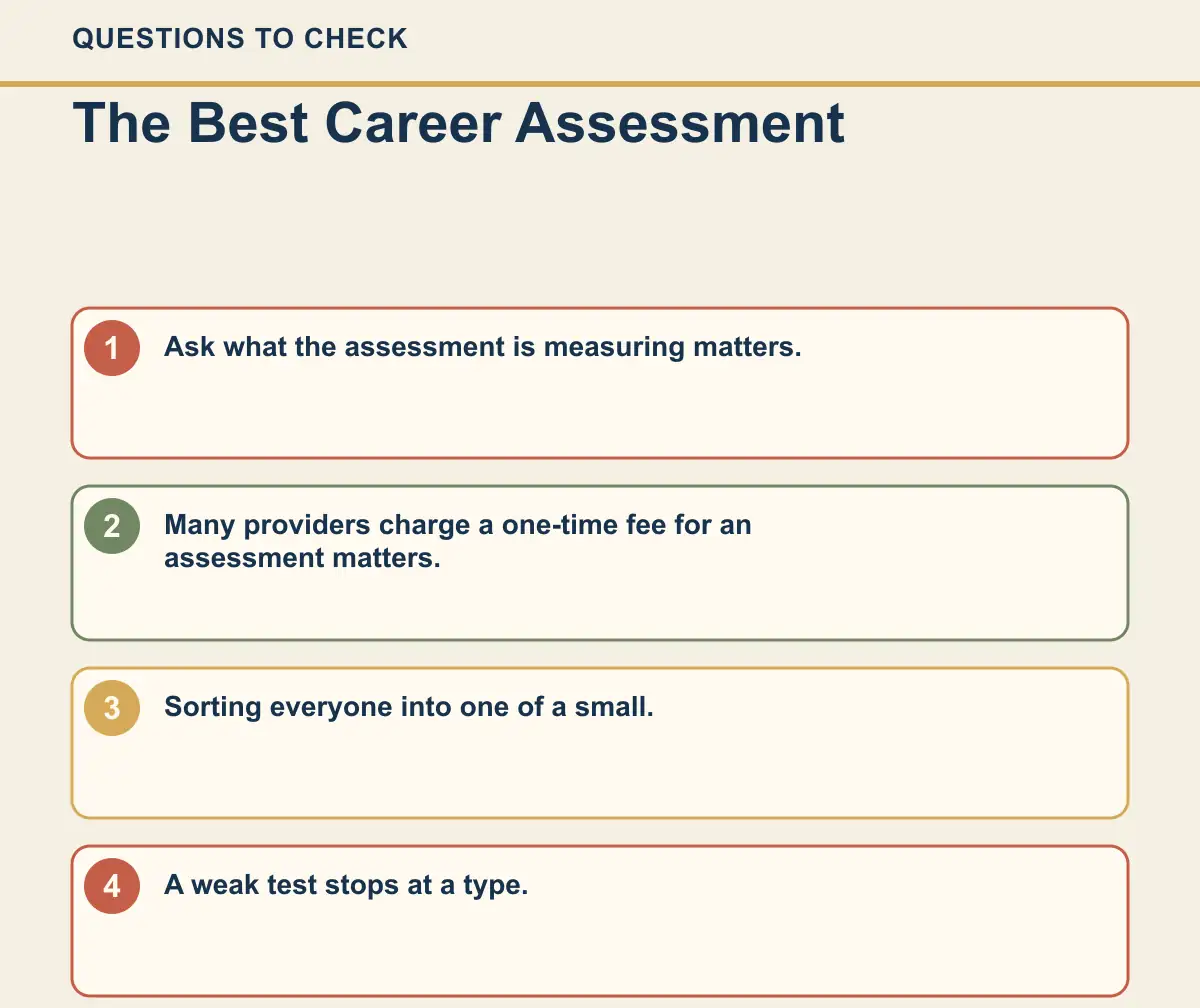 QUESTIONS TO CHECK
The Best Career Assessment
1
Ask what the assessment is measuring matters.
2
Many providers charge a one-time fee for an
assessment matters.
3
Sorting everyone into one of a small.
4
A weak test stops at a type.